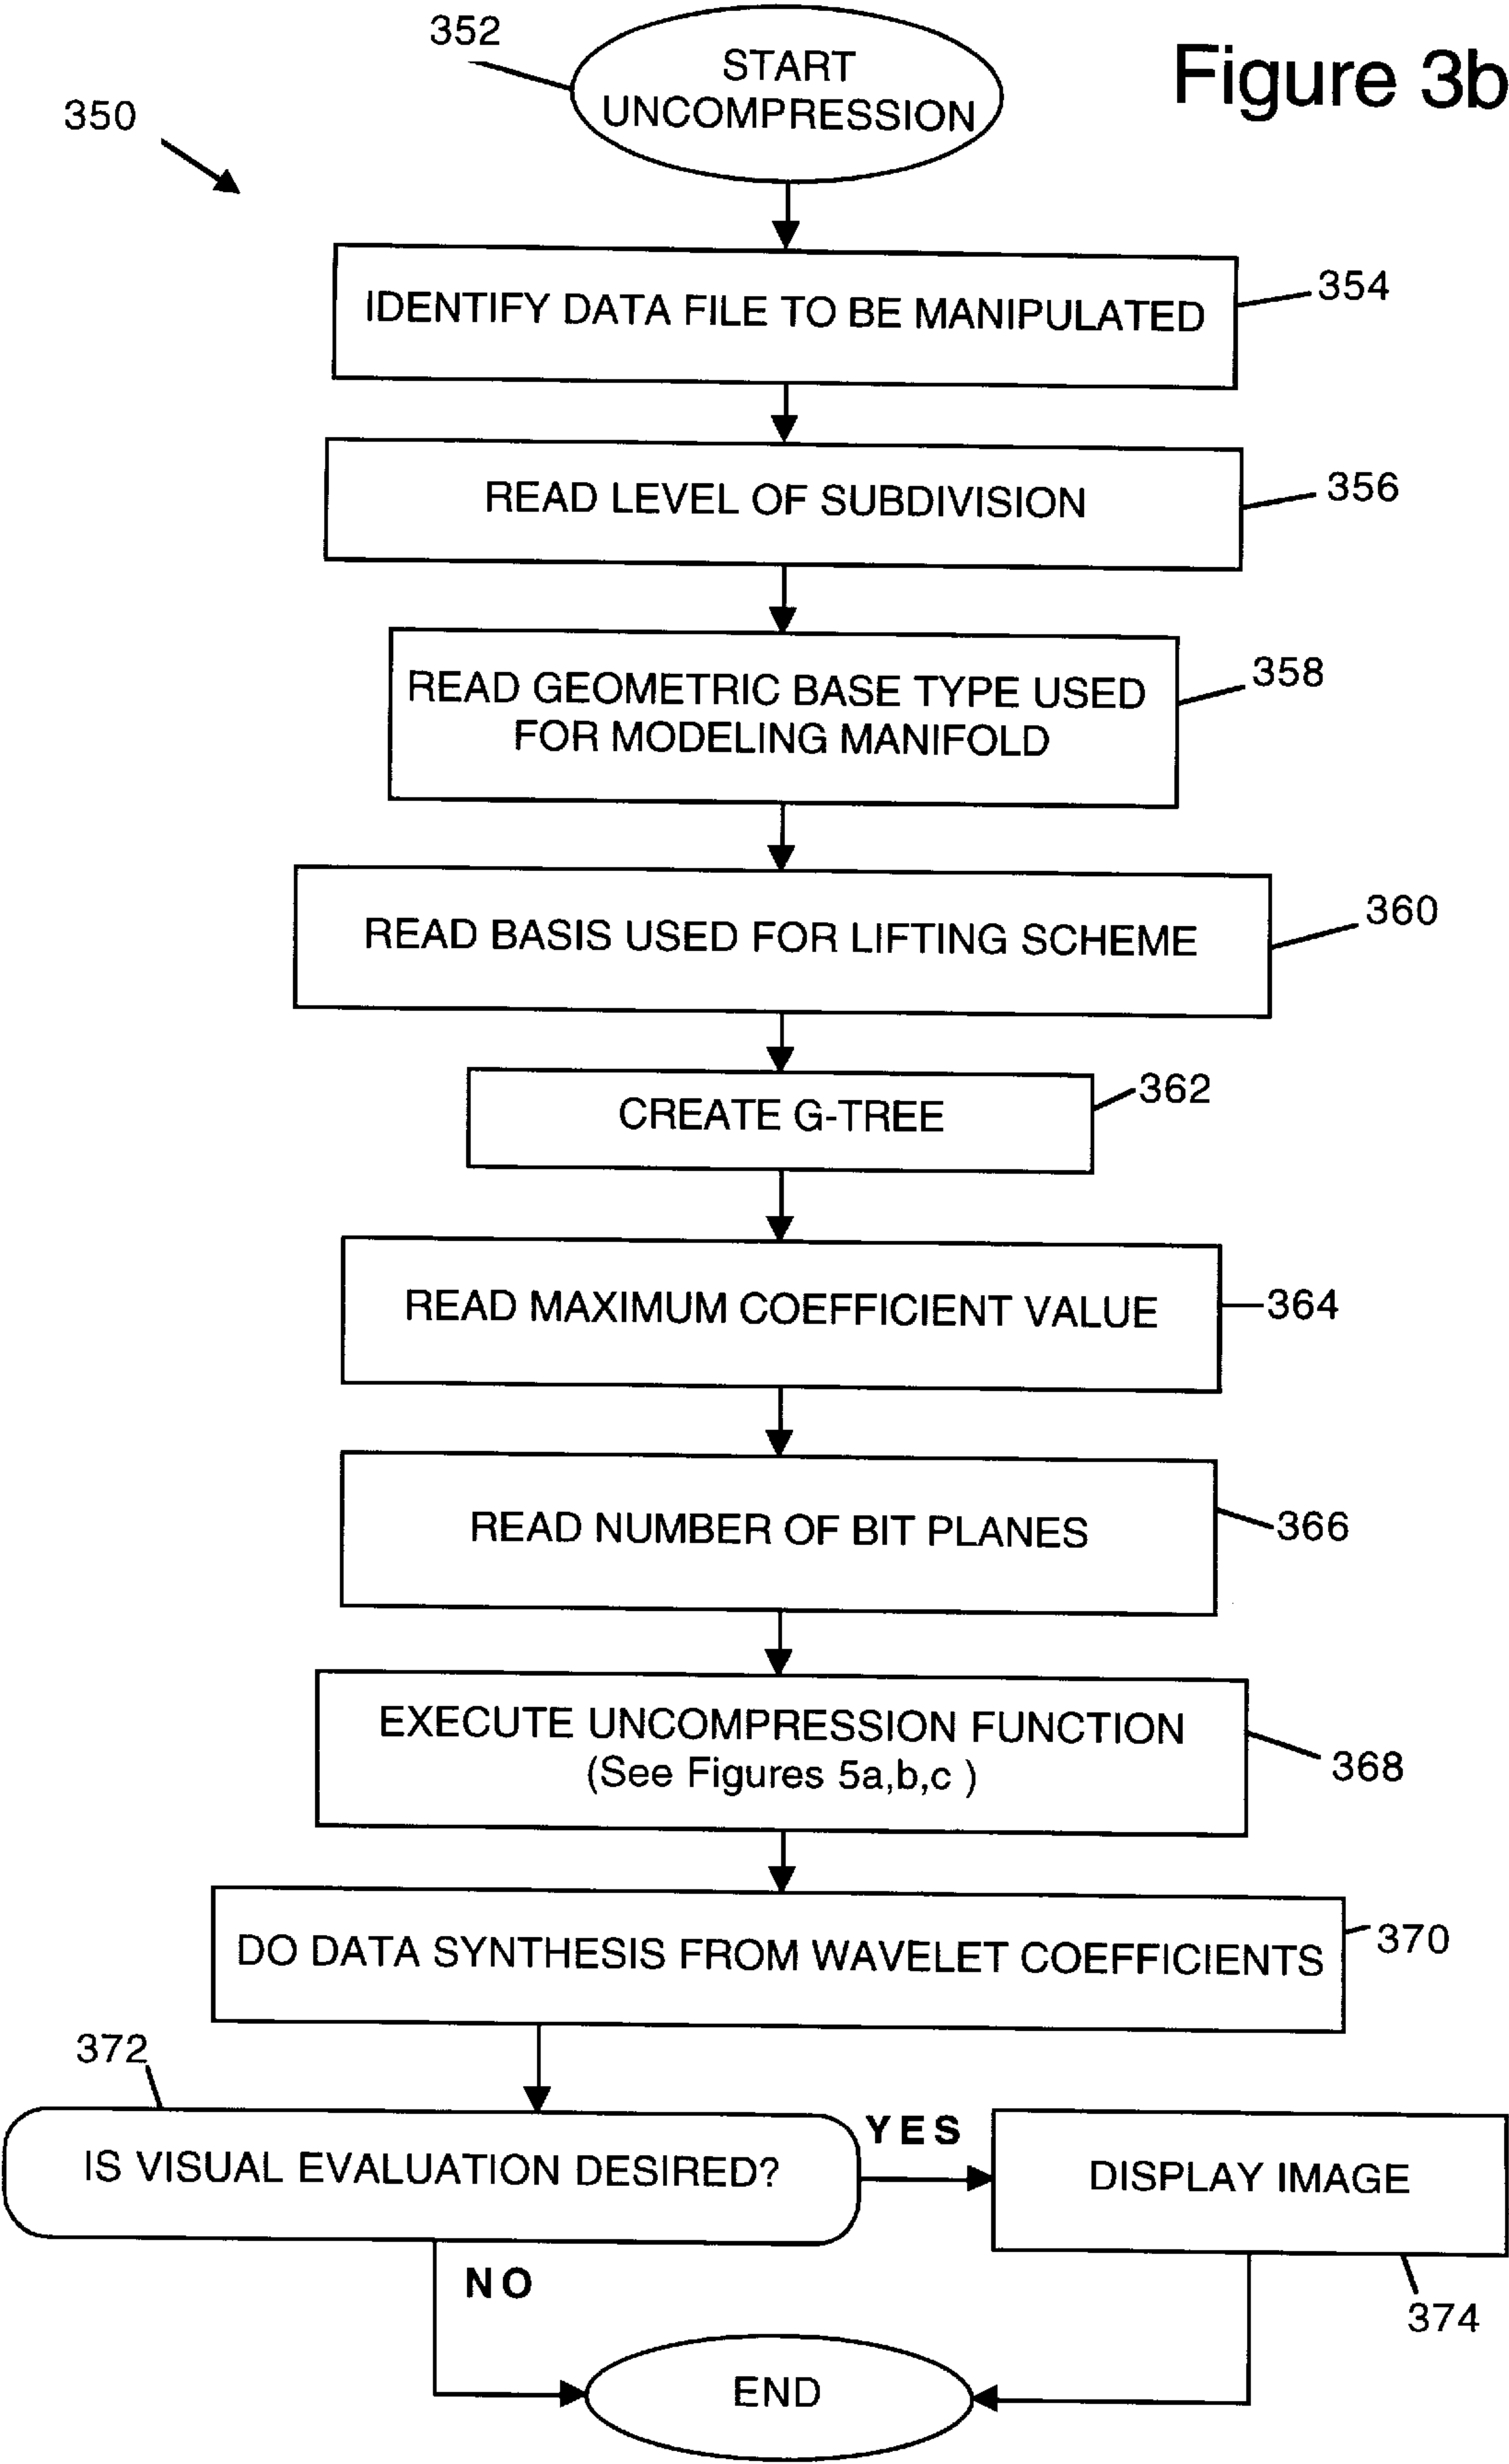 352
START
UNCOMPRESSION
Figure 3b
350
IDENTIFY DATA FILE TO BE MANIPULATED
354
READ LEVEL OF SUBDIVISION
356
READ GEOMETRIC BASE TYPE USED
FOR MODELING MANIFOLD
358
READ BASIS USED FOR LIFTING SCHEME
360
CREATE G-TREE
362
READ MAXIMUM COEFFICIENT VALUE
364
READ NUMBER OF BIT PLANES
366
EXECUTE UNCOMPRESSION FUNCTION
(See Figures 5a,b,c )
368
DO DATA SYNTHESIS FROM WAVELET COEFFICIENTS
370
372
IS VISUAL EVALUATION DESIRED?
YES
DISPLAY IMAGE
NO
374
END